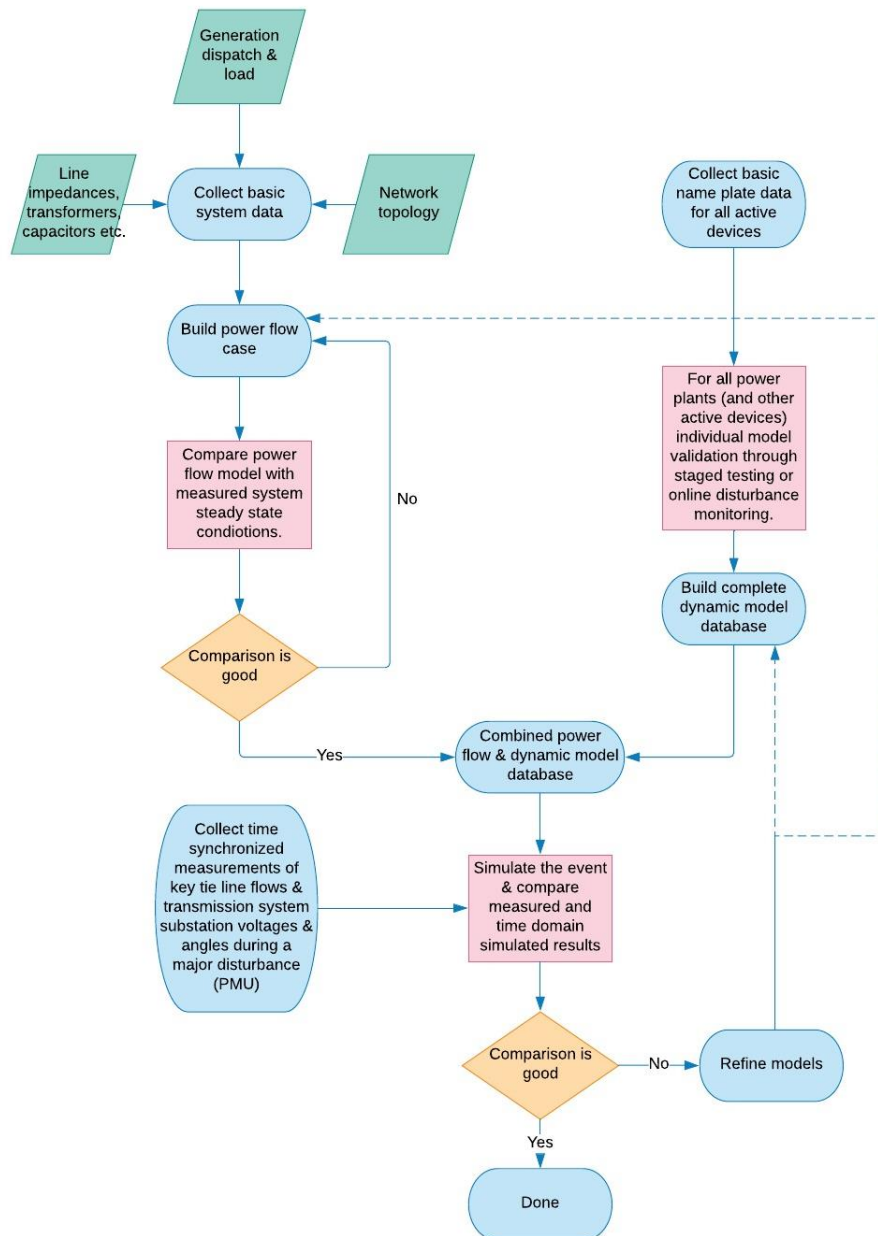 Generation
dispatch &
load
Line
impedances,
transformers,
capacitors etc.
Collect basic
system data
Network
topology
Collect basic
name plate data
for all active
devices
Build power flow
case
For all power
plants (and other
active devices)
individual model
validation through
staged testing or
online disturbance
monitoring.
Compare power
flow model with
measured system
steady state
condiotions.
No
Build complete
dynamic model
database
Comparison is
good
Yes
Combined power
flow & dynamic model
database
Collect time
synchronized
measurements of
key tie line flows &
transmission system
substation voltages &
angles during a
major disturbance
(PMU)
Simulate the event
& compare
measured and
time domain
simulated results
Comparison is
good
No
Refine models
Yes
Done